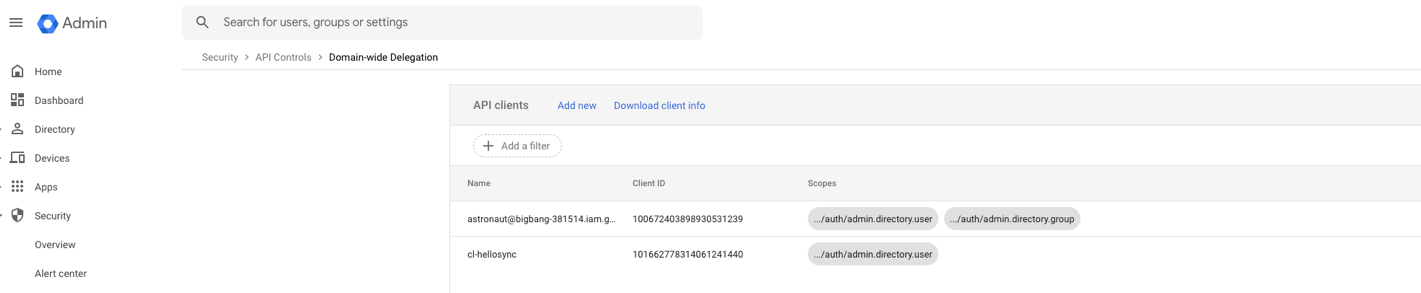 Admin
Search for users, groups or settings
Security > API Controls > Domain-wide Delegation
Home
Dashboard
Directory
Devices
Apps
Security
Overview
Alert center
API clients Add new Download client info
Add a filter
Name Client ID Scopes
astronaut@bigbang-381514.iam.g... 100672403898930531239 .../auth/admin.directory.user .../auth/admin.directory.group
cl-hellosync 101662778314061241440 .../auth/admin.directory.user